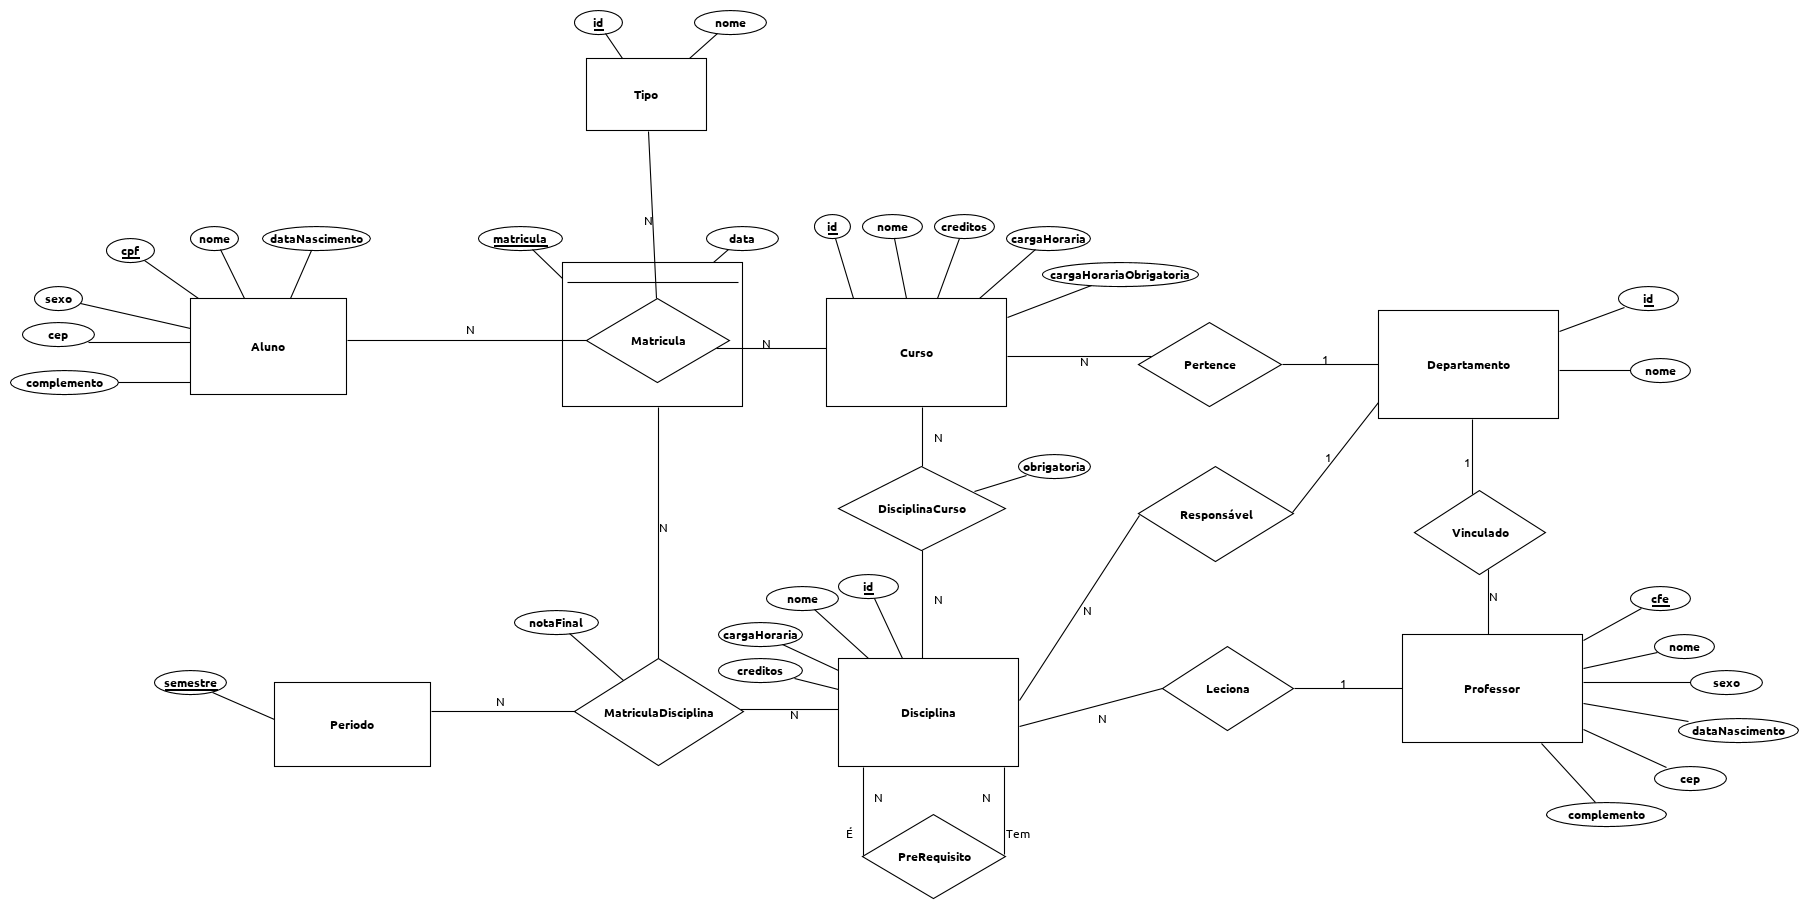 id
nome
Tipo
N
cpf
nome
dataNascimento
sexo
cep
complemento
Aluno
N
matricula
data
Matricula
N
id
nome
creditos
cargaHoraria
cargaHorariaObrigatoria
Curso
N
Pertence
1
Departamento
id
nome
N
DisciplinaCurso
obrigatoria
N
1
Responsável
N
1
Vinculado
N
N
notaFinal
semestre
Periodo
N
MatriculaDisciplina
N
nome
id
cargaHoraria
creditos
Disciplina
N
Leciona
1
Professor
cfe
nome
sexo
dataNascimento
cep
complemento
N
N
É
Tem
PreRequisito